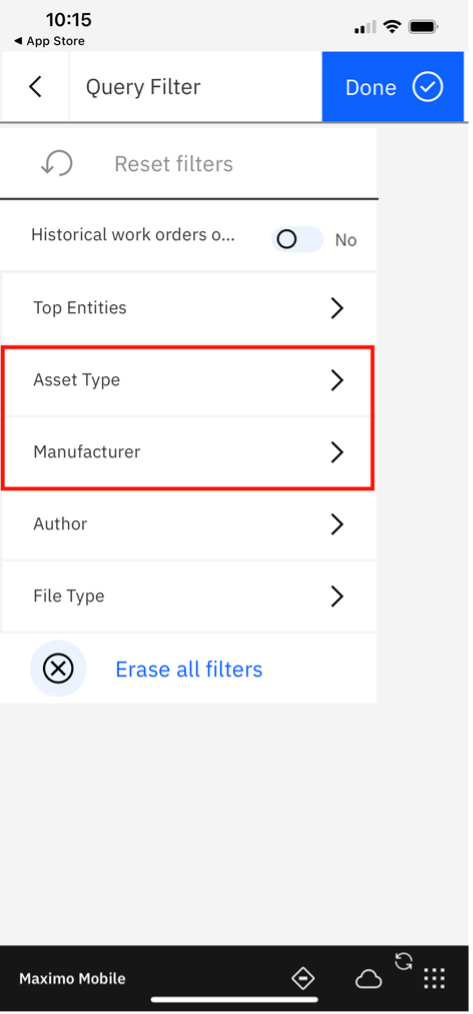 10:15
◀ App Store
Query Filter
Done
Reset filters
Historical work orders o...
No
Top Entities
Asset Type
Manufacturer
Author
File Type
Erase all filters
Maximo Mobile